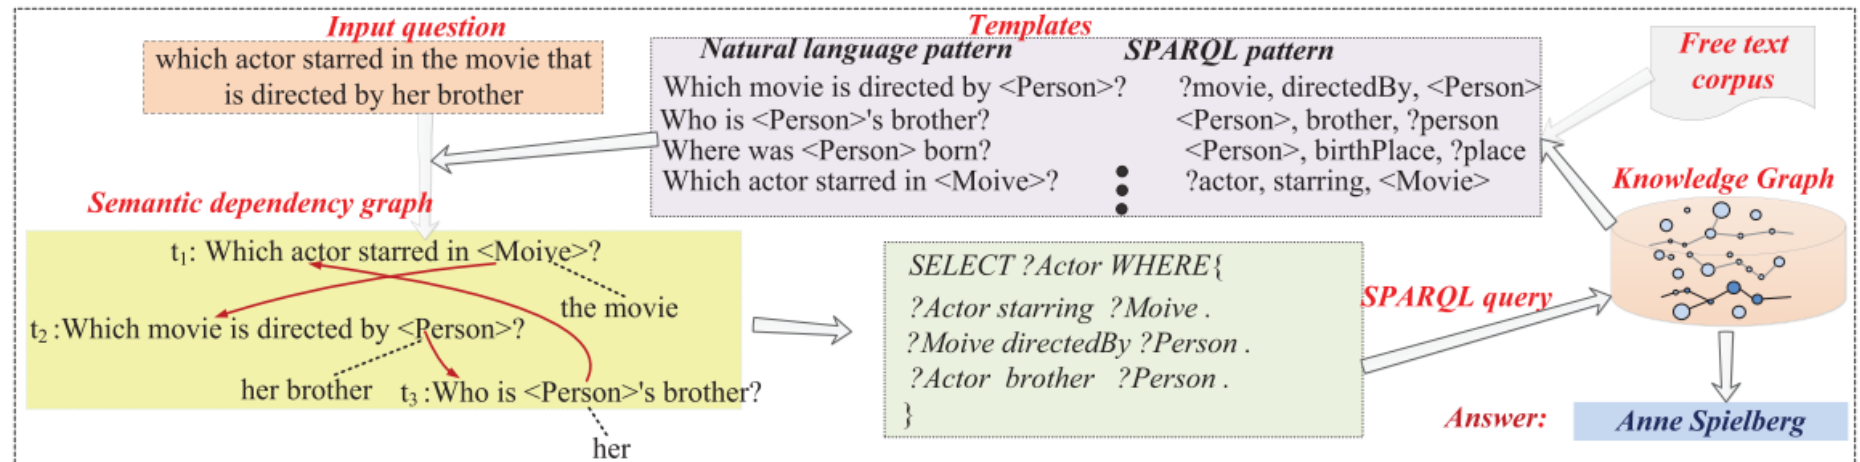 Input question
which actor starred in the movie that
is directed by her brother
Templates
Natural language pattern SPARQL pattern
Which movie is directed by <Person>? ?movie, directedBy, <Person>
Who is <Person>'s brother? <Person>, brother, ?person
Where was <Person> born? <Person>, birthPlace, ?place
Which actor starred in <Moive>? ?actor, starring, <Movie>
Free text
corpus
Knowledge Graph
Semantic dependency graph
t1: Which actor starred in <Moive>?
the movie
t2 :Which movie is directed by <Person>?
her brother
t3 :Who is <Person>'s brother?
her
SELECT ?Actor WHERE{
?Actor starring ?Moive .
?Moive directedBy ?Person .
?Actor brother ?Person .
}
SPARQL query
Answer:
Anne Spielberg